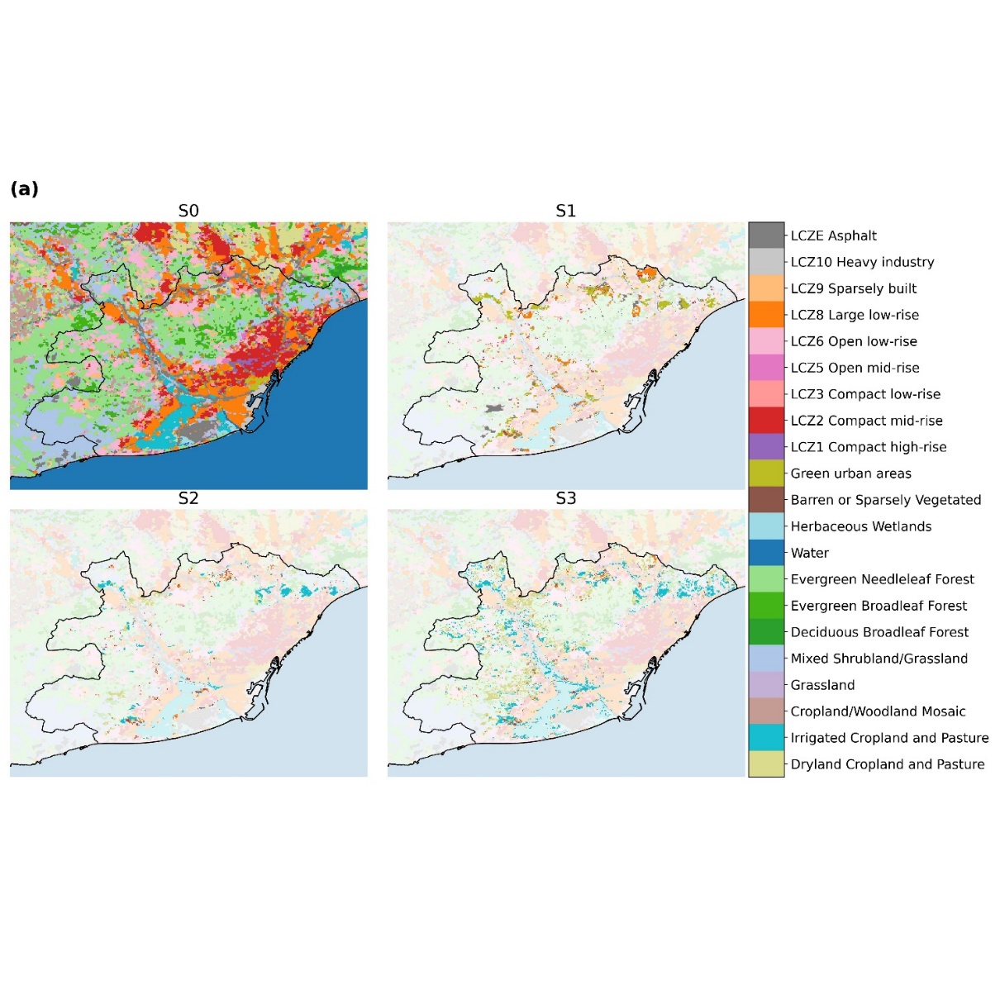 (a)
S0
S1
S2
S3
LCZE Asphalt
LCZ10 Heavy industry
LCZ9 Sparsely built
LCZ8 Large low-rise
LCZ6 Open low-rise
LCZ5 Open mid-rise
LCZ3 Compact low-rise
LCZ2 Compact mid-rise
LCZ1 Compact high-rise
Green urban areas
Barren or Sparsely Vegetated
Herbaceous Wetlands
Water
Evergreen Needleleaf Forest
Evergreen Broadleaf Forest
Deciduous Broadleaf Forest
Mixed Shrubland/Grassland
Grassland
Cropland/Woodland Mosaic
Irrigated Cropland and Pasture
Dryland Cropland and Pasture